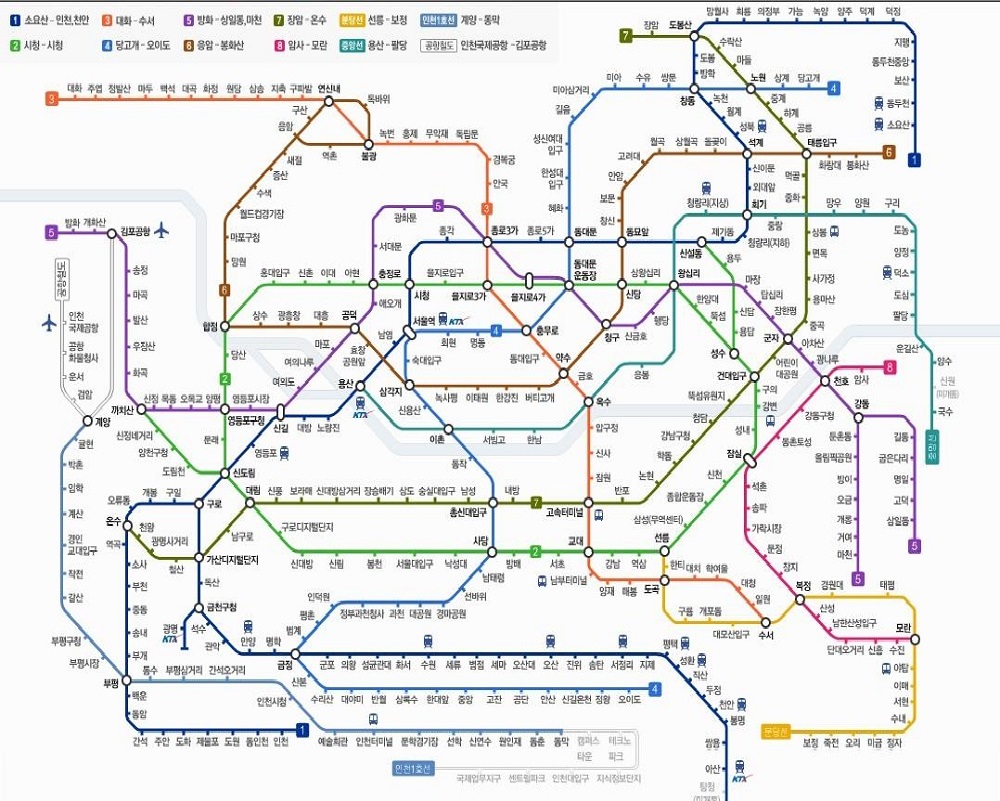 1 소요산 - 인천,천안
3 대화 - 수서
5 방화 - 상일동,마천
7 장암 - 온수
분당선 선릉 - 보정
인천1호선 계양 - 동막
2 시청 - 시청
4 당고개 - 오이도
6 응암 - 봉화산
8 암사 - 모란
중앙선 용산 - 팔당
공항철도 인천국제공항 - 김포공항
망월사 회룡 의정부 가능 녹양 양주 덕계 덕정
7 장암 도봉산
지행
동두천중앙
보산
동두천
소요산
1
수락산
마들
도봉
방학
노원 상계 당고개 4
미아삼거리 미아 수유 쌍문 창동
3 대화 주엽 정발산 마두 백석 대곡 화정 원당 삼송 지축 구파발 연신내
독바위
구산
응암
역촌 불광
녹번 홍제 무악재 독립문
길음
성신여대
입구
한성대
입구
혜화
녹천
월계
성북
중계
하계
공릉
월곡 상월곡 돌곶이 석계 태릉입구 6
화랑대 봉화산
고려대
안암
보문
창신
신이문
외대앞
회기
먹골
중화
새절
증산
수색
월드컵경기장
마포구청
망원
6
합정
경복궁
안국
3
청량리(지상)
중랑
망우 양원 구리
상봉
면목
사가정
용마산
중곡
도농
양정
덕소
도심
팔당
운길산
양수
신원
국수
중앙선
5 방화 개화산 김포공항
공항철도
인천
국제공항
공항
화물청사
운서
검암
계양
송정
마곡
발산
우장산
화곡
까치산
5
광화문
서대문
충정로
애오개
종각 종로3가 종로5가 동대문 동묘앞
제기동
청량리(지하)
신설동
용두
신답
용답
성수
홍대입구 신촌 이대 아현
시청 을지로입구 을지로3가 을지로4가
동대문
운동장
신당 상왕십리 왕십리
한양대
뚝섬
마장
답십리
장한평
군자
아차산
광나루
천호
암사 8
상수 광흥창 대흥 공덕
서울역 KTX
회현 명동 4 충무로
청구 신금호 행당
약수
금호
옥수
응봉
동대입구
남영
숙대입구
효창
공원앞
마포
여의나루
여의도
용산 KTX
삼각지
녹사평 이태원 한강진 버티고개
신용산
이촌 서빙고 한남
동작
당산
2
신정 목동 오목교 양평 영등포시장
영등포구청 신길 대방 노량진
신정네거리
양천구청
도림천
문래
영등포
신도림
대림
어린이
대공원
건대입구
구의
강변
성내
잠실
뚝섬유원지
청담
강남구청
학동
논현
반포
압구정
신사
잠원
신천
종합운동장
삼성(무역센터)
선릉
강동구청
몽촌토성
강동
둔촌동
올림픽공원
방이
오금
개롱
거여
마천
5
길동
굽은다리
명일
고덕
상일동
5
석촌
송파
가락시장
문정
장지
복정
산성
남한산성입구
단대오거리 신흥 수진
모란
경원대 태평
야탑
이매
서현
수내
분당선
보정 죽전 오리 미금 정자
신풍 보라매 신대방삼거리 장승배기 상도 숭실대입구 남성
총신대입구 내방 7 고속터미널
구로디지털단지
신대방 신림 봉천 서울대입구 낙성대
사당 방배 2 서초 교대 강남 역삼
남부터미널
양재 매봉 도곡 대치 학여울
한티
대청
일원
구룡 개포동
대모산입구
수서
오류동 개봉 구일 구로
온수
천왕
광명사거리
철산
남구로
가산디지털단지
역곡
소사
부천
중동
송내
부개
부평
백운
동암
독산
금천구청
광명
KTX
석수
관악
안양 명학
금정
귤현
박촌
임학
계산
경인
교대입구
작전
갈산
부평구청
부평시장
동수 부평삼거리 간석오거리
인천시청
간석 주안 도화 제물포 도원 동인천 인천 1
남태령
선바위
경마공원
대공원
과천
정부과천청사
인덕원
평촌
범계
군포 의왕 성균관대 화서 수원 세류 병점 세마 오산대 오산 진위 송탄 서정리 지제
산본
수리산 대야미 반월 상록수 한대앞 중앙 고잔 공단 안산 신길온천 정왕 오이도 4
평택
성환
직산
두정
천안
봉명
쌍용
아산 KTX
탕정
예술회관 인천터미널 문학경기장 선학 신연수 원인재 동춘 동막
캠퍼스
타운
테크노
파크
인천1호선
국제업무지구 센트럴파크 인천대입구 지식정보단지